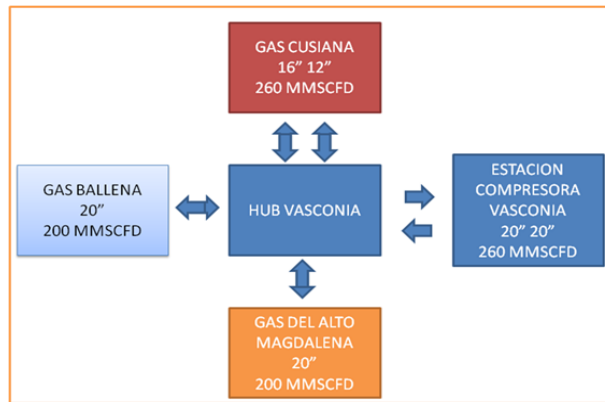 GAS CUSIANA
16” 12”
260 MMSCFD
GAS BALLENA
20”
200 MMSCFD
HUB VASCONIA
ESTACION
COMPRESORA
VASCONIA
20” 20”
260 MMSCFD
GAS DEL ALTO
MAGDALENA
20”
200 MMSCFD